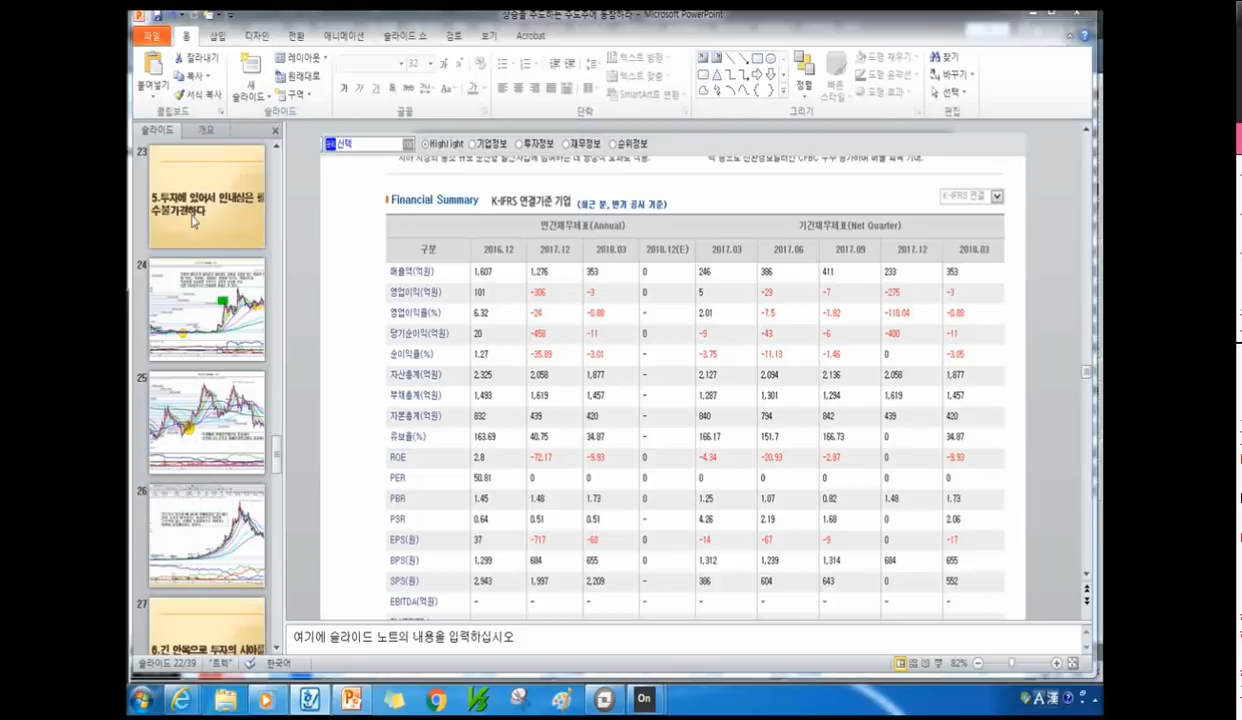 상승을 주도하는 주도주에 동참하라 - Microsoft PowerPoint
파일 홈 삽입 디자인 전환 애니메이션 슬라이드 쇼 검토 보기 Acrobat
붙여넣기 잘라내기 복사 서식 복사
클립보드
새 슬라이드 레이아웃 원래대로 구역
슬라이드
32
글꼴
텍스트 방향
텍스트 맞춤
SmartArt로 변환
단락
정렬 빠른 스타일
도형 채우기
도형 윤곽선
도형 효과
그리기
찾기
바꾸기
선택
편집
슬라이드 개요
23
5.투자에 있어서 인내심은 필
수불가결하다
24
25
26
27
6.긴 안목으로 투자의 시야를
선택 Highlight 기업정보 투자정보 재무정보 순위정보
Financial Summary K-IFRS 연결기준 기업 (최근 분,반기 공시 기준)
K-IFRS 연결
연간재무제표(Annual) 기간재무제표(Net Quarter)
구분 2016.12 2017.12 2018.03 2018.12(E) 2017.03 2017.06 2017.09 2017.12 2018.03
매출액(억원) 1,607 1,276 353 0 246 386 411 233 353
영업이익(억원) 101 -306 -3 0 5 -29 -7 -275 -3
영업이익률(%) 6.32 -24 -0.88 - 2.01 -7.5 -1.82 -118.04 -0.88
당기순이익(억원) 20 -458 -11 0 -9 -43 -6 -400 -11
순이익률(%) 1.27 -35.89 -3.01 - -3.75 -11.13 -1.46 0 -3.05
자산총계(억원) 2,325 2,058 1,877 - 2,127 2,094 2,136 2,058 1,877
부채총계(억원) 1,493 1,619 1,457 - 1,287 1,301 1,294 1,619 1,457
자본총계(억원) 832 439 420 - 840 794 842 439 420
유보율(%) 163.69 40.75 34.87 - 166.17 151.7 166.73 0 34.87
ROE 2.8 -72.17 -9.93 0 -4.34 -20.93 -2.87 0 -9.93
PER 50.81 0 0 0 0 0 0 0 0
PBR 1.45 1.48 1.73 0 1.25 1.07 0.82 1.48 1.73
PSR 0.64 0.51 0.51 - 4.26 2.19 1.68 0 2.06
EPS(원) 37 -717 -68 0 -14 -67 -9 0 -17
BPS(원) 1,299 684 655 0 1,312 1,239 1,314 684 655
SPS(원) 2,943 1,997 2,209 - 386 604 643 0 552
EBITDA(억원) - - - - - - - - -
여기에 슬라이드 노트의 내용을 입력하십시오
슬라이드 22/39 "트랙" 한국어
82%
On
A 漢